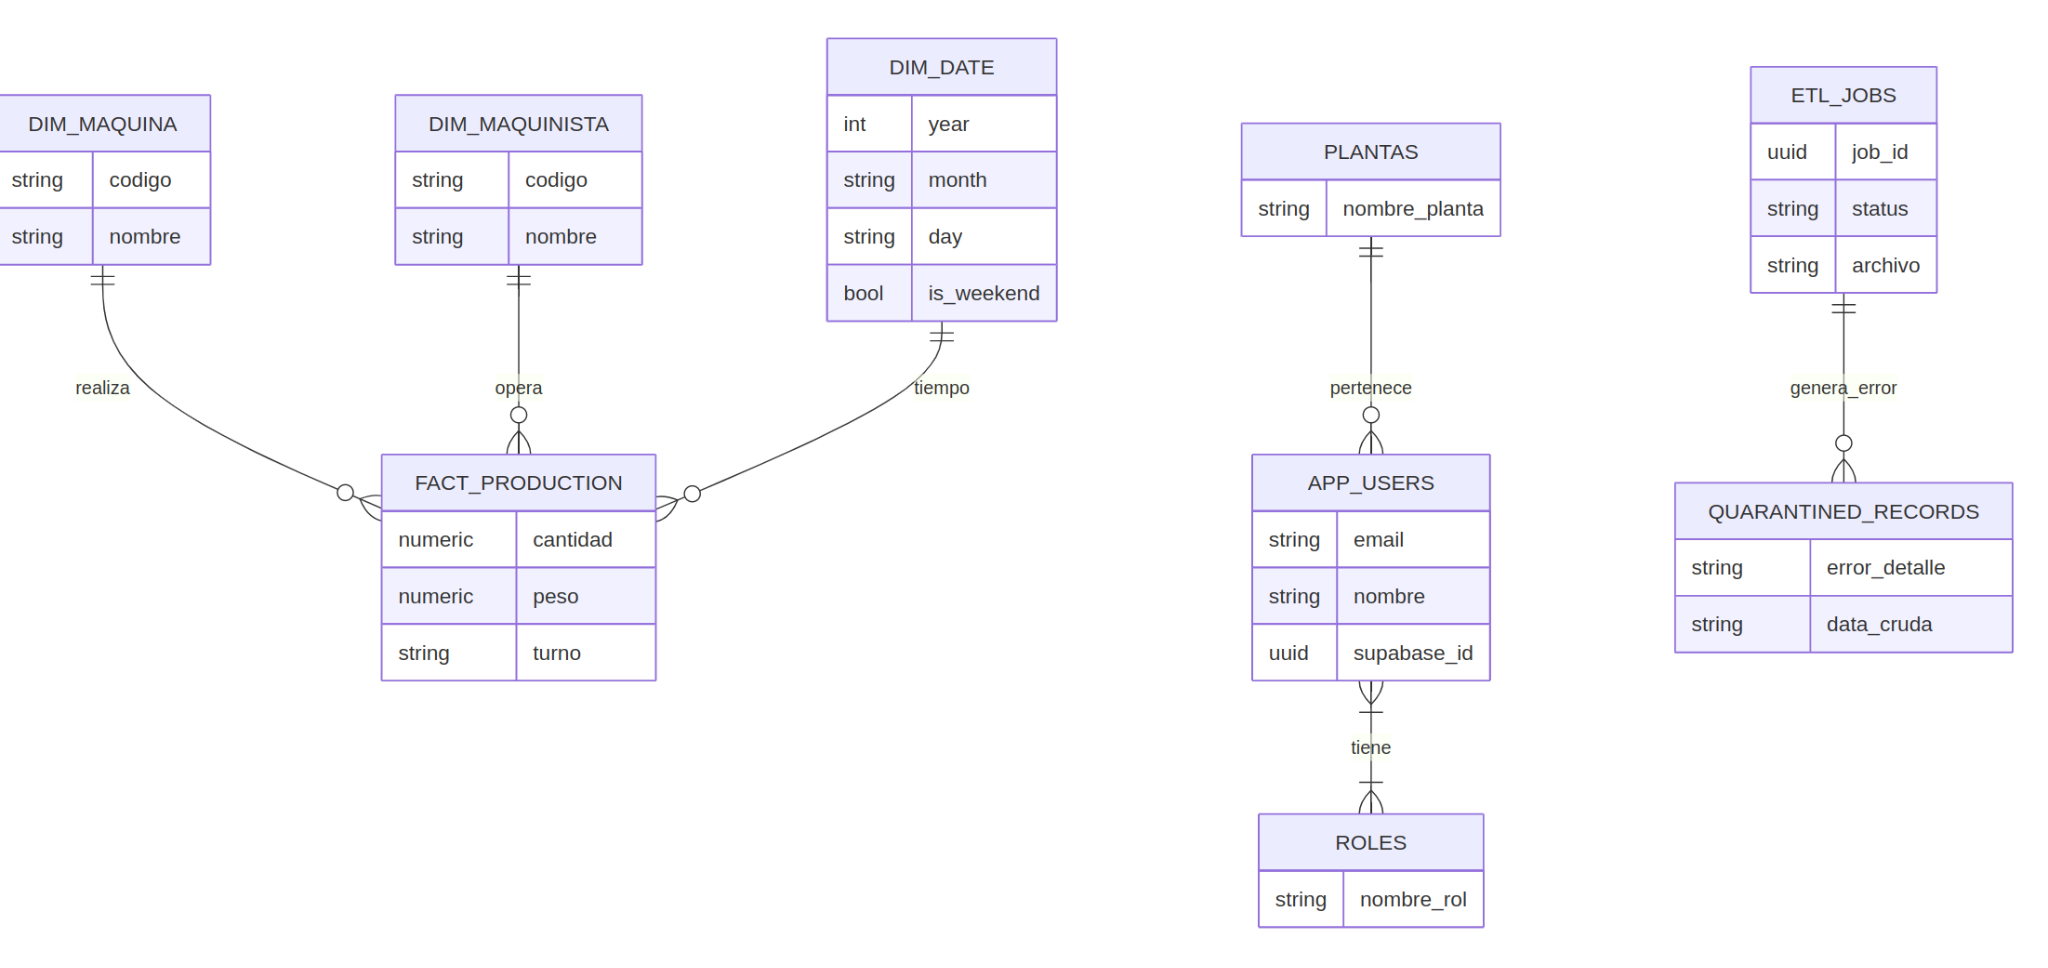 DIM_MAQUINA
string codigo
string nombre
DIM_MAQUINISTA
string codigo
string nombre
DIM_DATE
int year
string month
string day
bool is_weekend
realiza
opera
tiempo
FACT_PRODUCTION
numeric cantidad
numeric peso
string turno
PLANTAS
string nombre_planta
pertenece
APP_USERS
string email
string nombre
uuid supabase_id
tiene
ROLES
string nombre_rol
ETL_JOBS
uuid job_id
string status
string archivo
genera_error
QUARANTINED_RECORDS
string error_detalle
string data_cruda